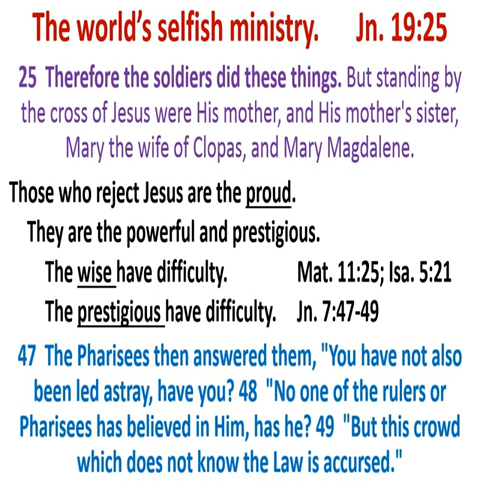 The world's selfish ministry. Jn. 19:25
25 Therefore the soldiers did these things. But standing by
the cross of Jesus were His mother, and His mother's sister,
Mary the wife of Clopas, and Mary Magdalene.
Those who reject Jesus are the proud.
They are the powerful and prestigious.
The wise have difficulty. Mat. 11:25; Isa. 5:21
The prestigious have difficulty. Jn. 7:47-49
47 The Pharisees then answered them, "You have not also
been led astray, have you? 48 "No one of the rulers or
Pharisees has believed in Him, has he? 49 "But this crowd
which does not know the Law is accursed."